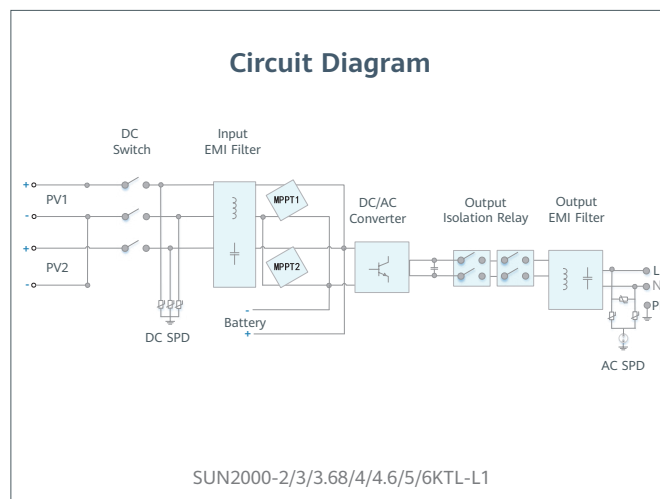 Circuit Diagram
DC
Switch
Input
EMI Filter
DC/AC
Converter
Output
Isolation Relay
Output
EMI Filter
+
PV1
-
+
PV2
-
MPPT1
MPPT2
L
N
P
DC SPD
-
Battery
+
AC SPD
SUN2000-2/3/3.68/4/4.6/5/6KTL-L1